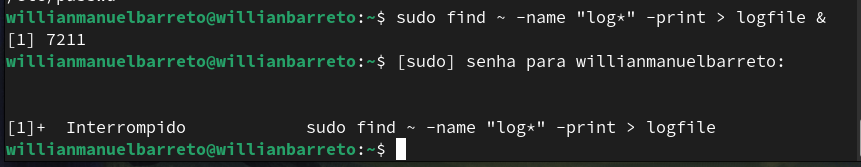 willianmanuelbarreto@willianbarreto:~$ sudo find ~ -name "log*" -print > logfile &
[1] 7211
willianmanuelbarreto@willianbarreto:~$ [sudo] senha para willianmanuelbarreto:
[1]+  Interrompido            sudo find ~ -name "log*" -print > logfile
willianmanuelbarreto@willianbarreto:~$